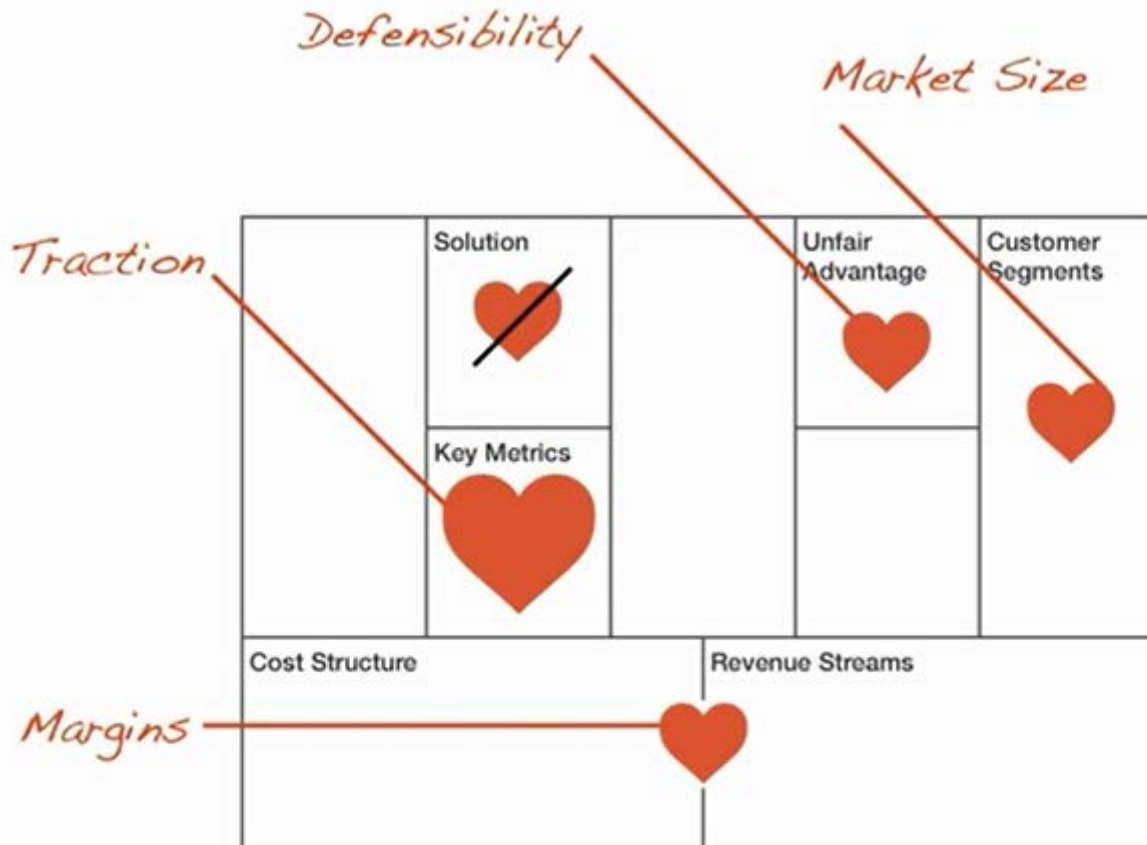 Defensibility
Market Size
Traction
Solution
Unfair
Advantage
Customer
Segments
Key Metrics
Cost Structure
Revenue Streams
Margins